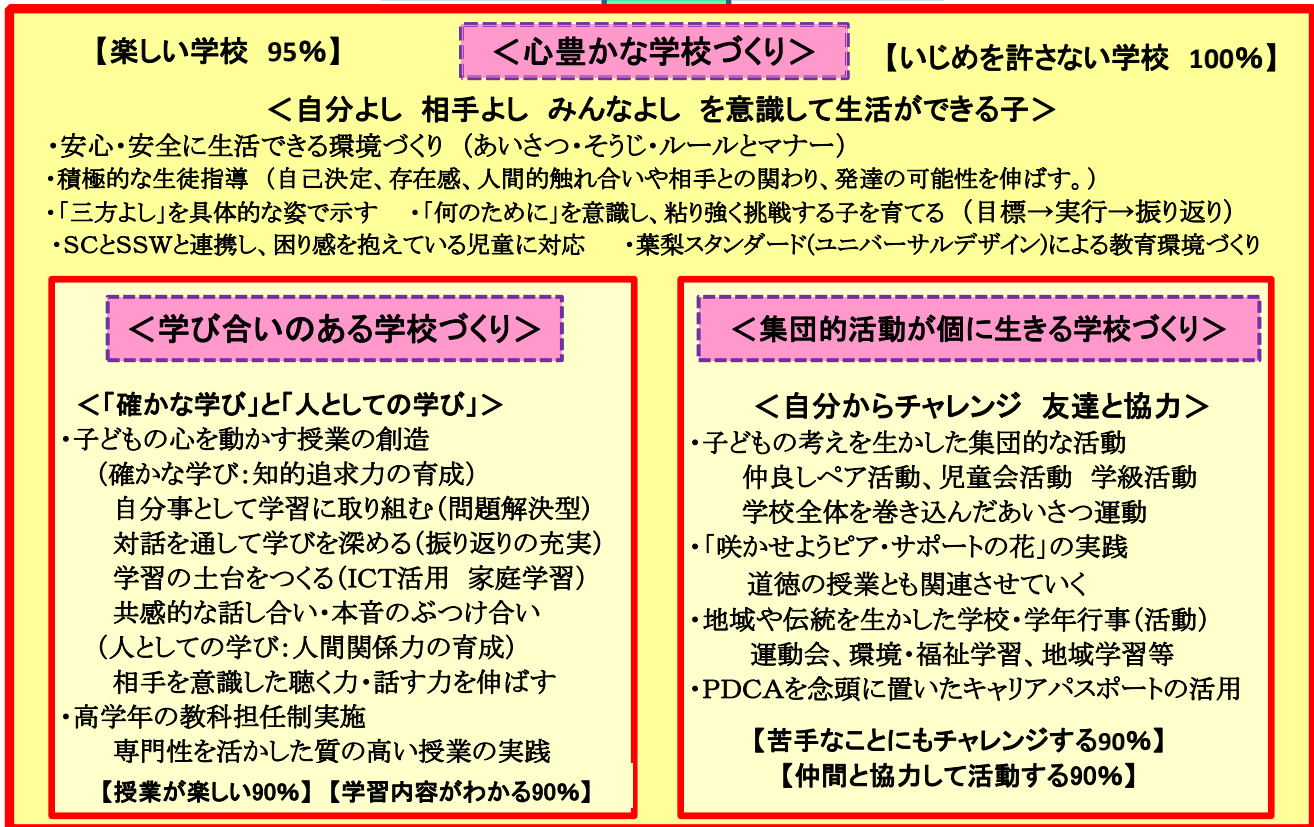 【楽しい学校　95%】
＜心豊かな学校づくり＞
【いじめを許さない学校　100%】
＜自分よし　相手よし　みんなよし　を意識して生活ができる子＞
・安心・安全に生活できる環境づくり　（あいさつ・そうじ・ルールとマナー）
・積極的な生徒指導　（自己決定、存在感、人間的触れ合いや相手との関わり、発達の可能性を伸ばす。）
・「三方よし」を具体的な姿で示す　・「何のために」を意識し、粘り強く挑戦する子を育てる　（目標→実行→振り返り）
・SCとSSWと連携し、困り感を抱えている児童に対応　・葉梨スタンダード(ユニバーサルデザイン)による教育環境づくり
＜学び合いのある学校づくり＞
＜「確かな学び」と「人としての学び」＞
・子どもの心を動かす授業の創造
（確かな学び：知的追求力の育成）
自分事として学習に取り組む（問題解決型）
対話を通して学びを深める（振り返りの充実）
学習の土台をつくる（ICT活用　家庭学習）
共感的な話し合い・本音のぶつけ合い
（人としての学び：人間関係力の育成）
相手を意識した聴く力・話す力を伸ばす
・高学年の教科担任制実施
専門性を活かした質の高い授業の実践
【授業が楽しい90%】【学習内容がわかる90%】
＜集団的活動が個に生きる学校づくり＞
＜自分からチャレンジ　友達と協力＞
・子どもの考えを生かした集団的な活動
仲良しペア活動、児童会活動　学級活動
学校全体を巻き込んだあいさつ運動
・「咲かせようピア・サポートの花」の実践
道徳の授業とも関連させていく
・地域や伝統を生かした学校・学年行事（活動）
運動会、環境・福祉学習、地域学習等
・PDCAを念頭に置いたキャリアパスポートの活用
【苦手なことにもチャレンジする90%】
【仲間と協力して活動する90%】